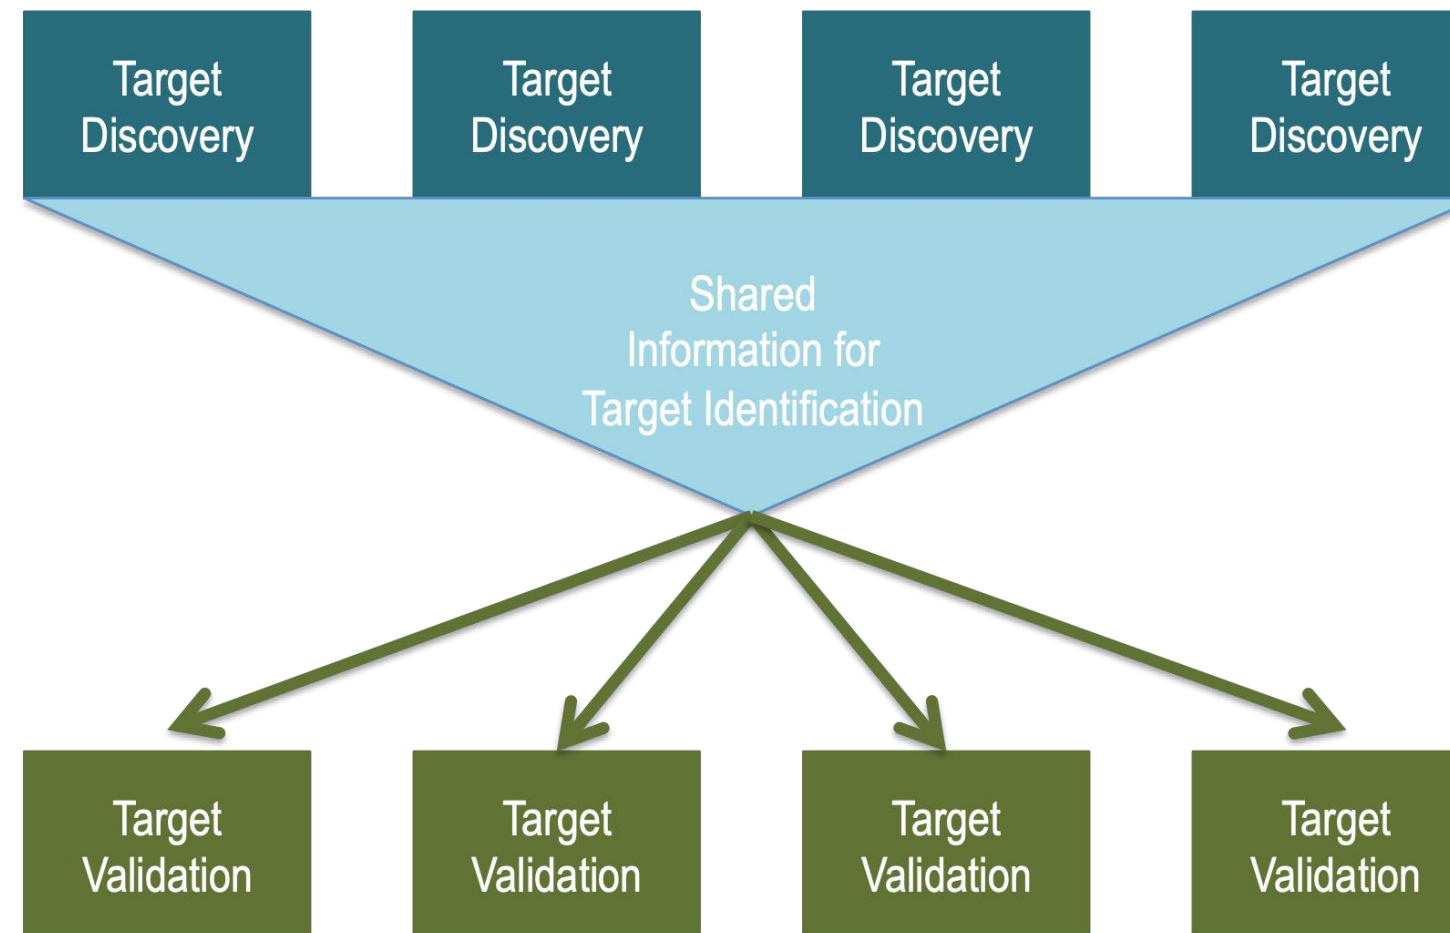 Target
Discovery
Target
Discovery
Target
Discovery
Target
Discovery
Shared
Information for
Target Identification
Target
Validation
Target
Validation
Target
Validation
Target
Validation